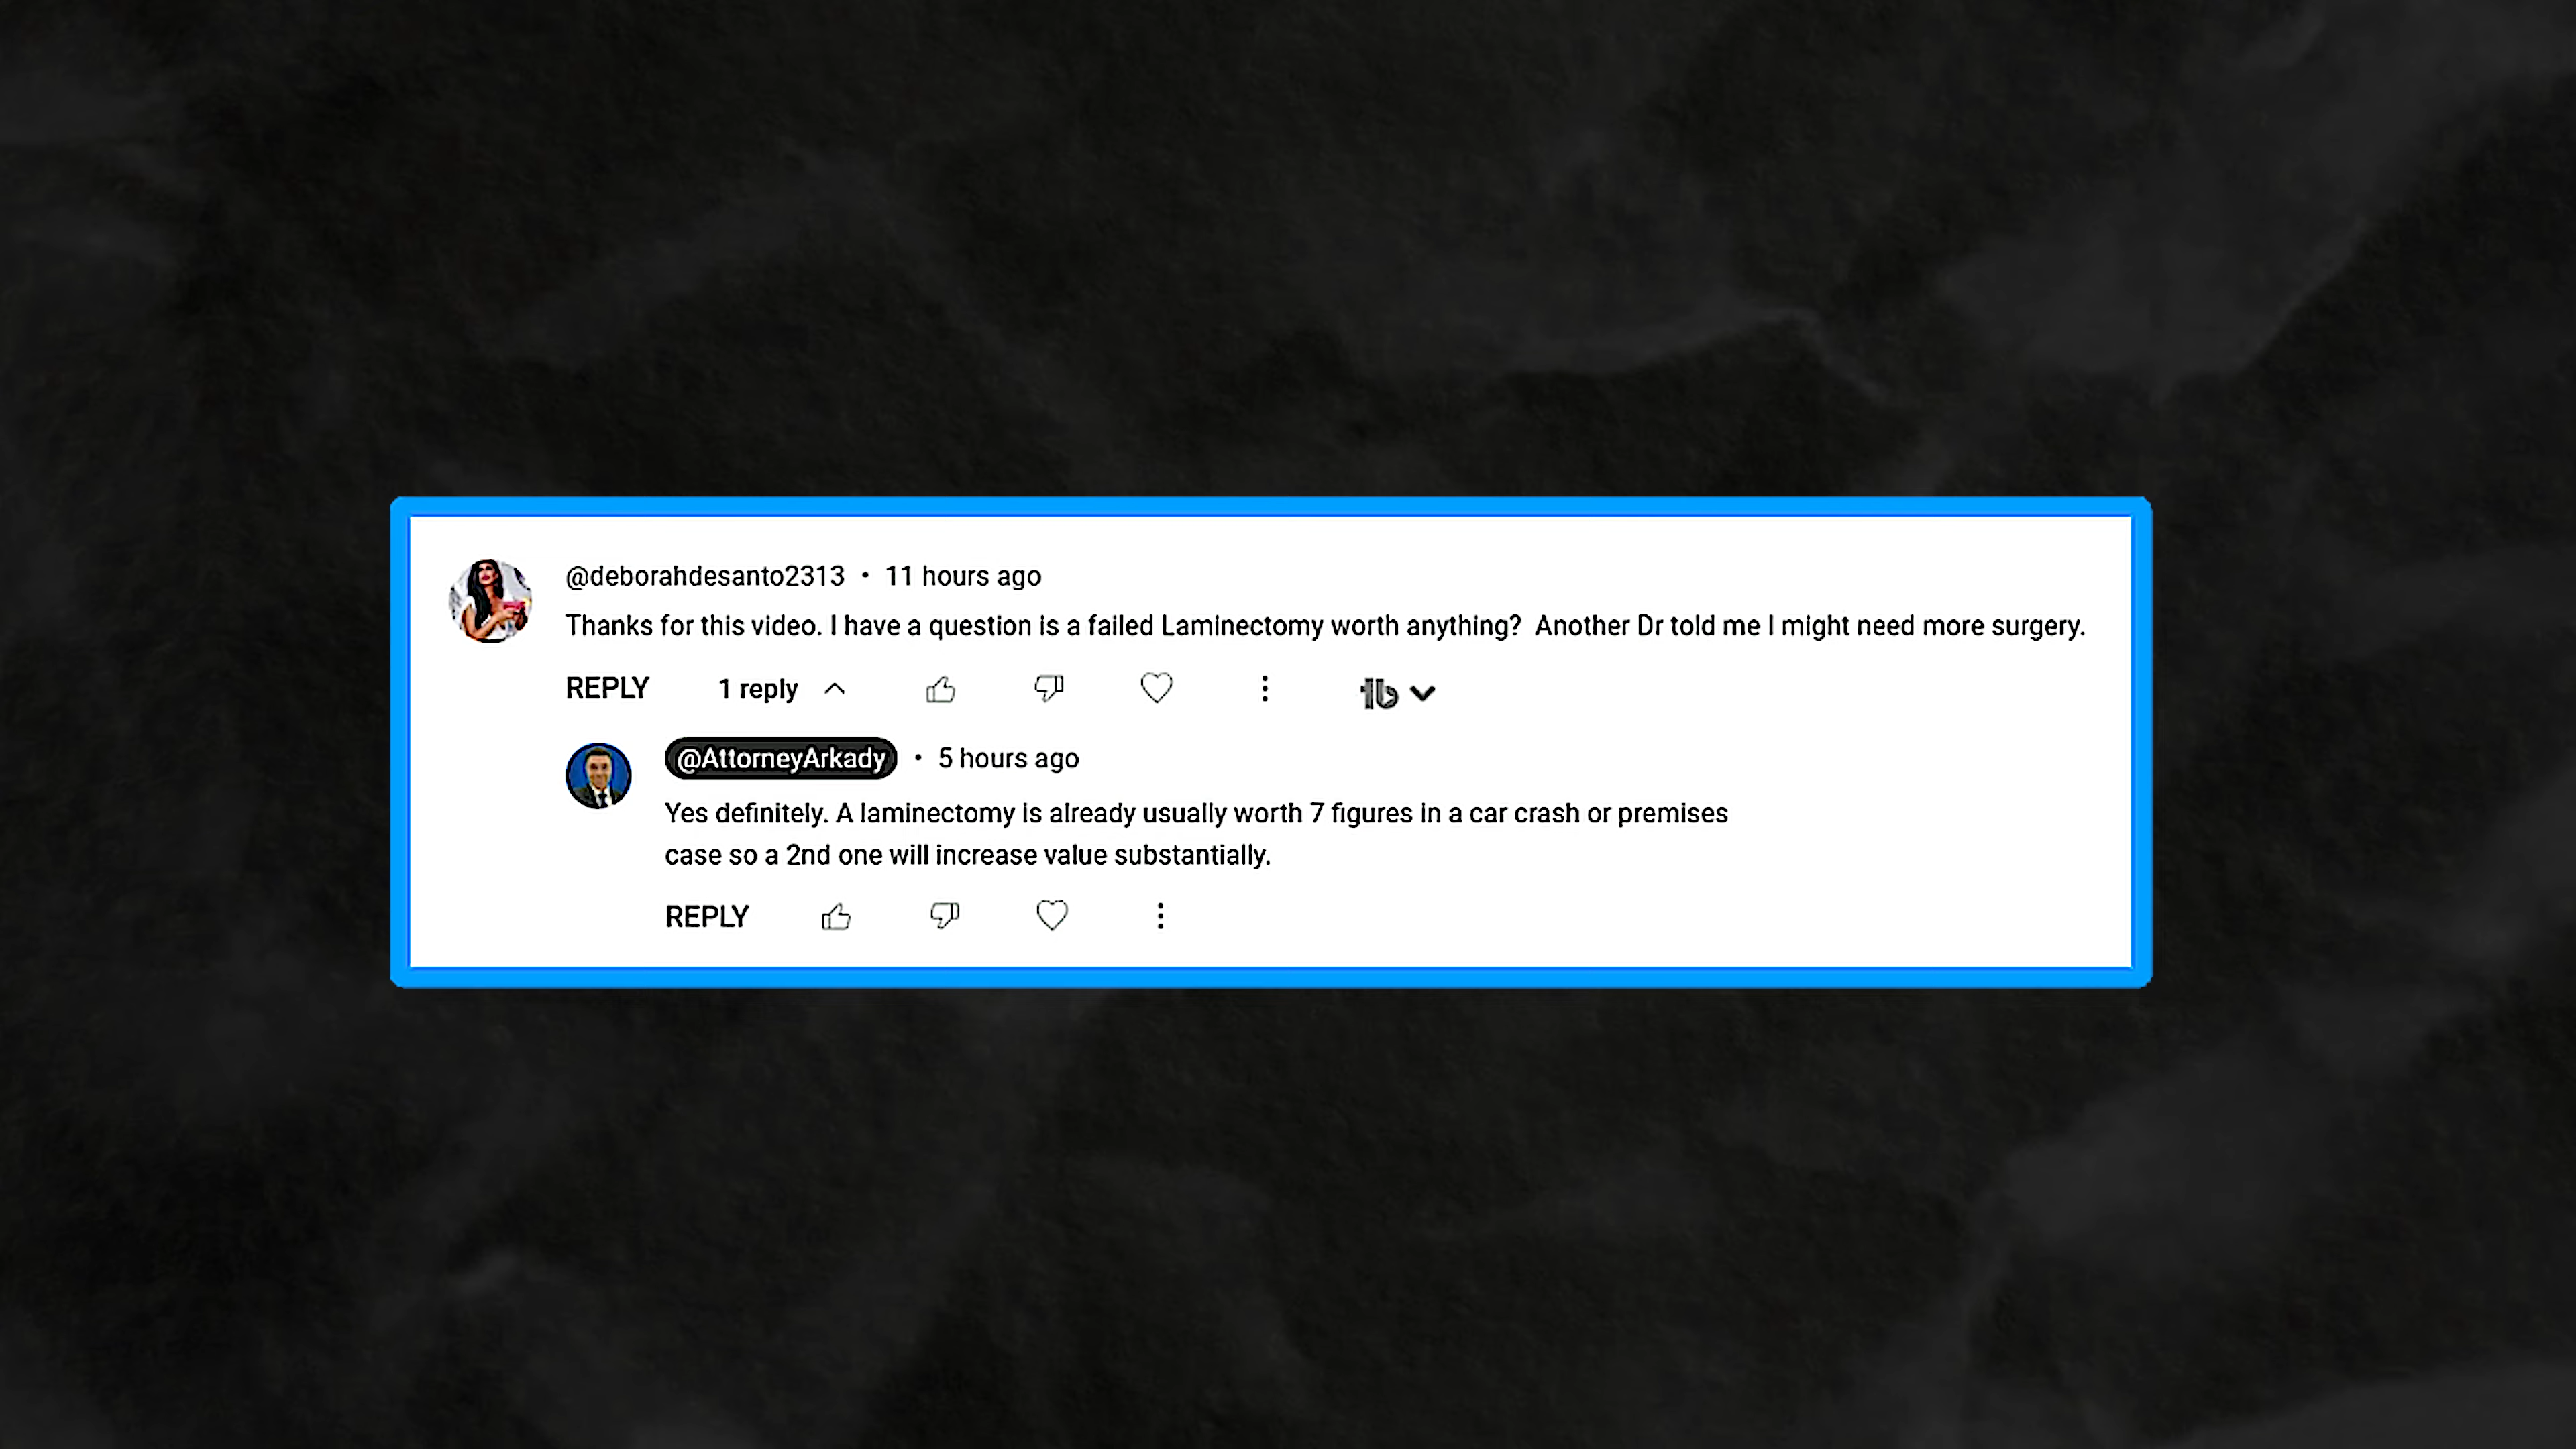 @deborahdesanto2313 • 11 hours ago
Thanks for this video. I have a question is a failed Laminectomy worth anything? Another Dr told me I might need more surgery.
REPLY 1 reply
@AttorneyArkady • 5 hours ago
Yes definitely. A laminectomy is already usually worth 7 figures in a car crash or premises
case so a 2nd one will increase value substantially.
REPLY